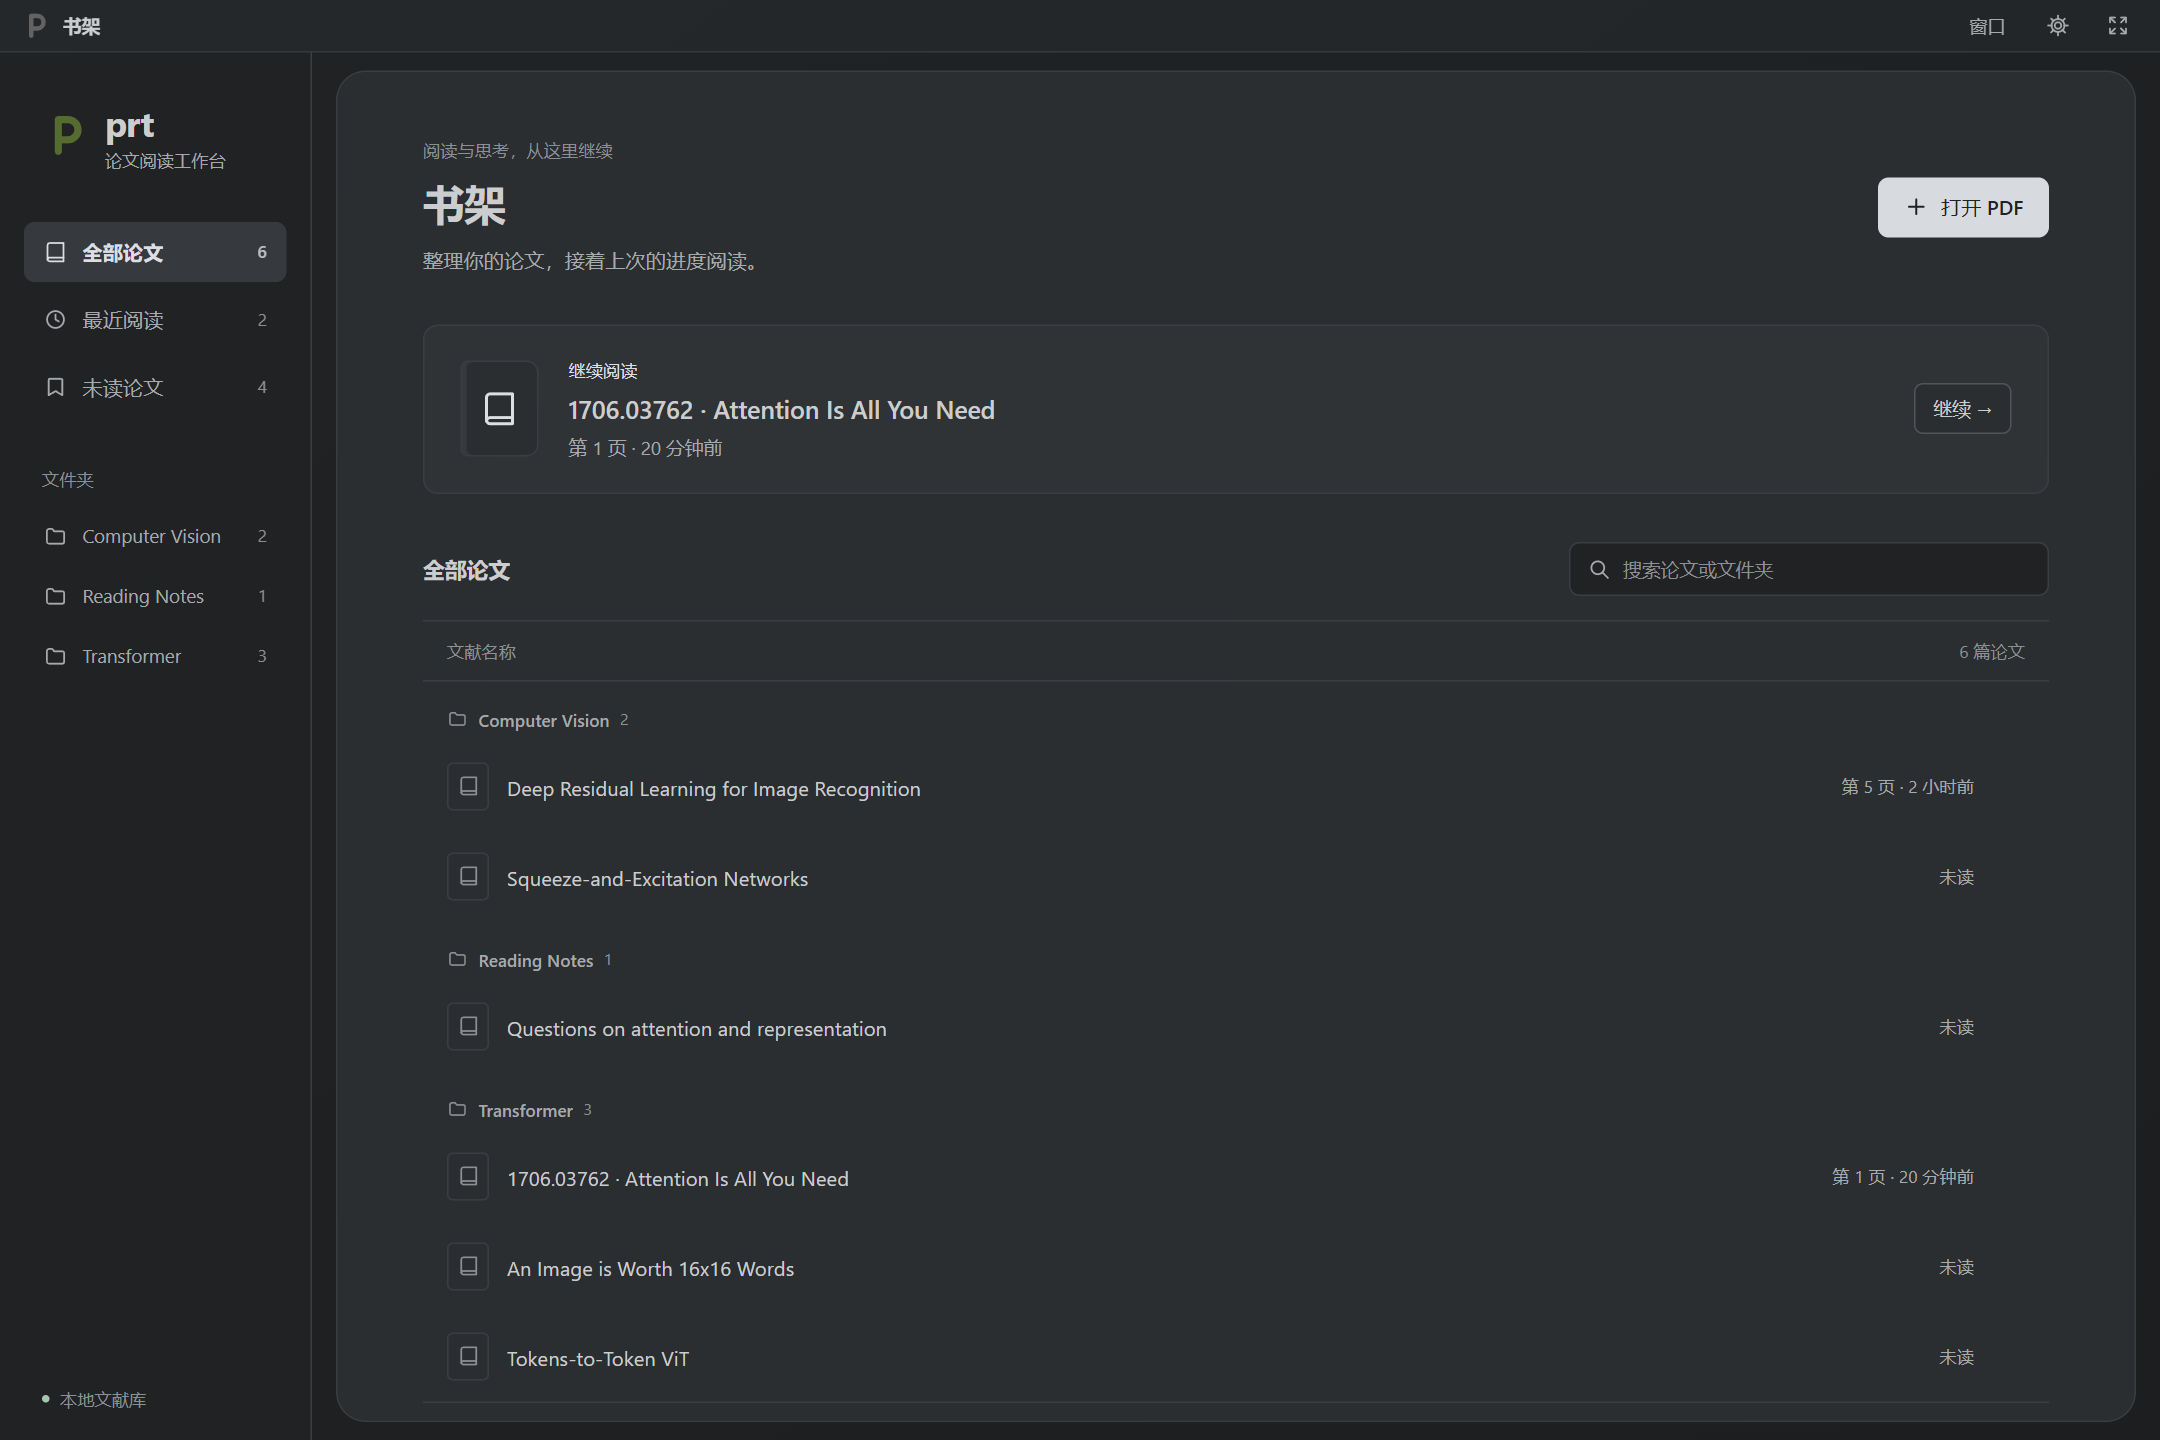 P 书架
窗口
P prt
论文阅读工作台
全部论文 6
最近阅读 2
未读论文 4
文件夹
Computer Vision 2
Reading Notes 1
Transformer 3
本地文献库
阅读与思考，从这里继续
书架
整理你的论文，接着上次的进度阅读。
+ 打开 PDF
继续阅读
1706.03762 · Attention Is All You Need
第 1 页 · 20 分钟前
继续 →
全部论文
搜索论文或文件夹
文献名称 6 篇论文
Computer Vision 2
Deep Residual Learning for Image Recognition 第 5 页 · 2 小时前
Squeeze-and-Excitation Networks 未读
Reading Notes 1
Questions on attention and representation 未读
Transformer 3
1706.03762 · Attention Is All You Need 第 1 页 · 20 分钟前
An Image is Worth 16x16 Words 未读
Tokens-to-Token ViT 未读